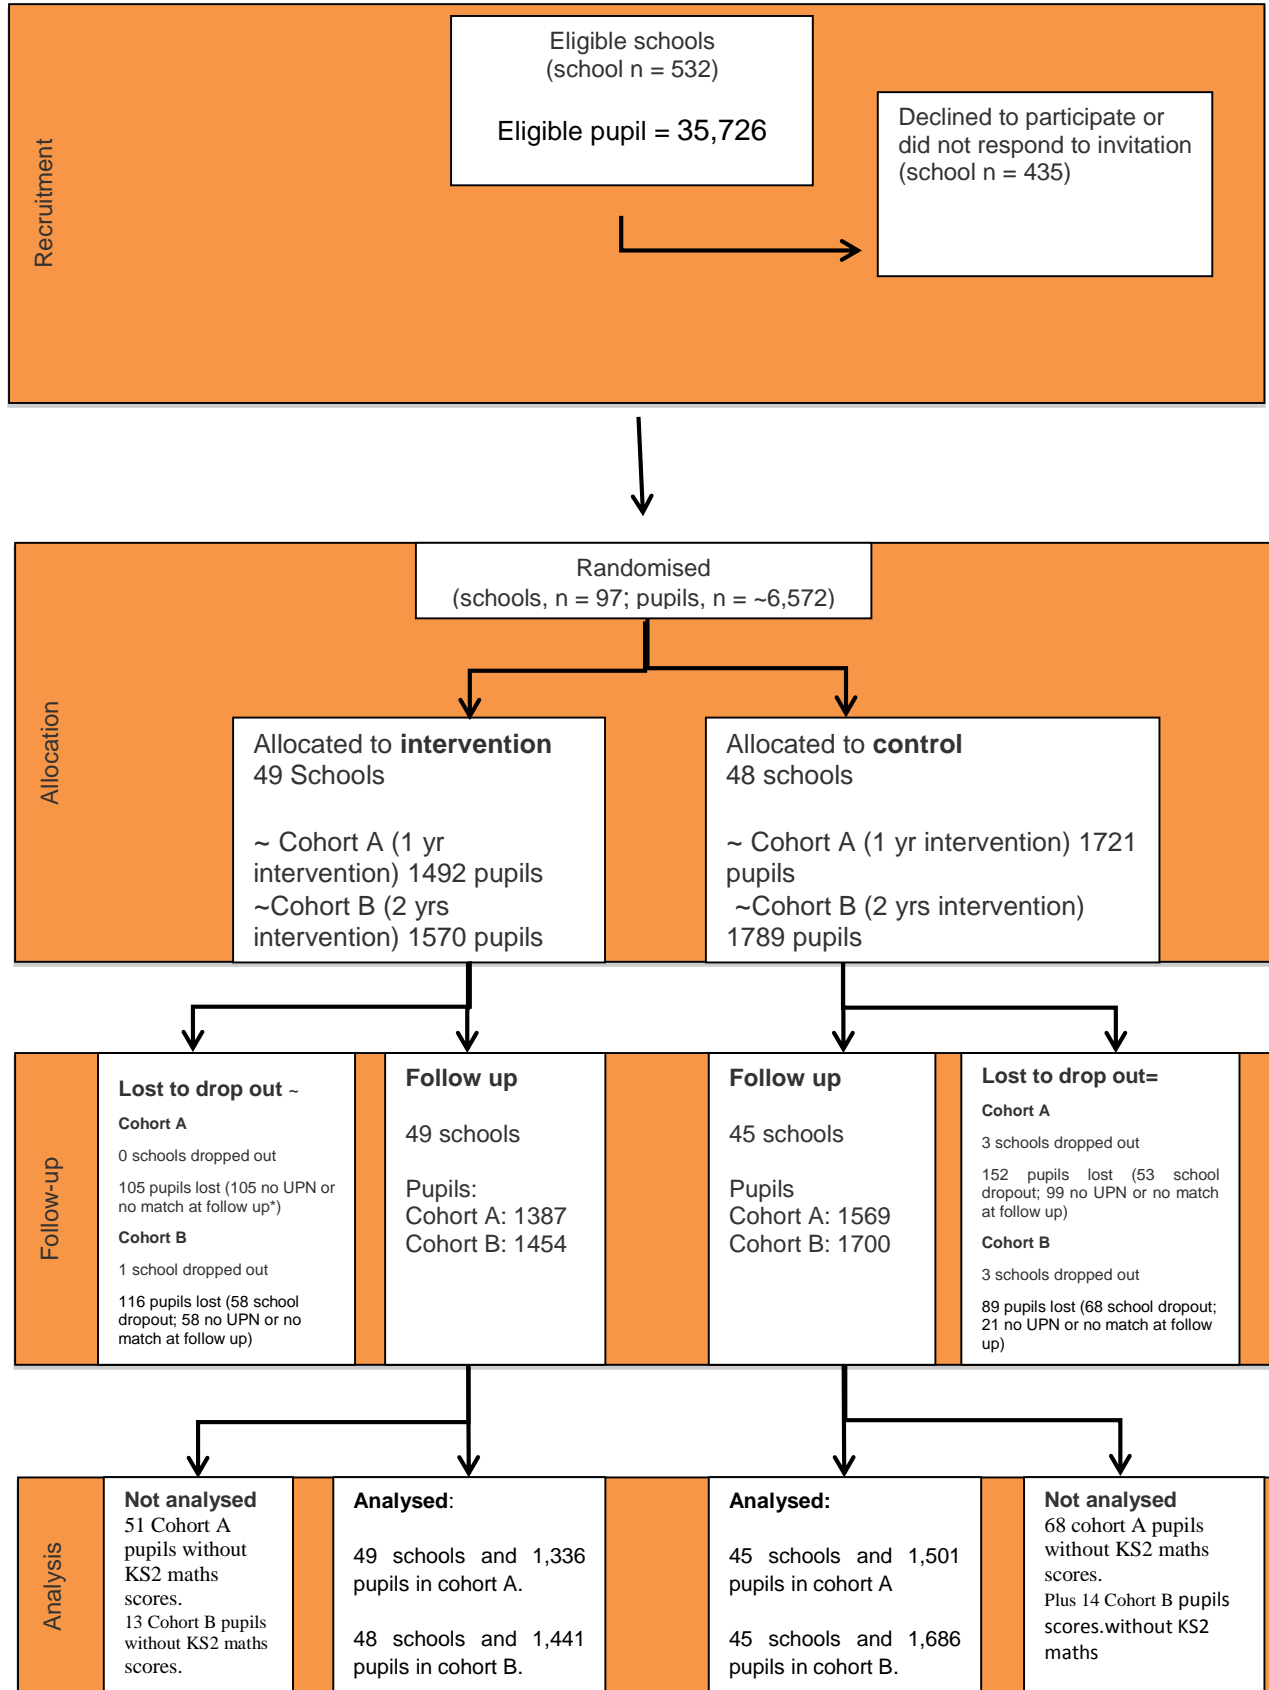 Recruitment
Eligible schools
(school n = 532)
Eligible pupil = 35,726
Declined to participate or
did not respond to invitation
(school n = 435)
Allocation
Randomised
(schools, n = 97; pupils, n = ~6,572)
Allocated to intervention
49 Schools
~ Cohort A (1 yr
intervention) 1492 pupils
~Cohort B (2 yrs
intervention) 1570 pupils
Allocated to control
48 schools
~ Cohort A (1 yr intervention) 1721
pupils
~Cohort B (2 yrs intervention)
1789 pupils
Follow-up
Lost to drop out ~
Cohort A
0 schools dropped out
105 pupils lost (105 no UPN or
no match at follow up*)
Cohort B
1 school dropped out
116 pupils lost (58 school
dropout; 58 no UPN or no
match at follow up)
Follow up
49 schools
Pupils:
Cohort A: 1387
Cohort B: 1454
Follow up
45 schools
Pupils
Cohort A: 1569
Cohort B: 1700
Lost to drop out=
Cohort A
3 schools dropped out
152 pupils lost (53 school
dropout; 99 no UPN or no match
at follow up)
Cohort B
3 schools dropped out
89 pupils lost (68 school dropout;
21 no UPN or no match at follow
up)
Analysis
Not analysed
51 Cohort A
pupils without
KS2 maths
scores.
13 Cohort B pupils
without KS2 maths
scores.
Analysed:
49 schools and 1,336
pupils in cohort A.
48 schools and 1,441
pupils in cohort B.
Analysed:
45 schools and 1,501
pupils in cohort A
45 schools and 1,686
pupils in cohort B.
Not analysed
68 cohort A pupils
without KS2 maths
scores.
Plus 14 Cohort B pupils
scores.without KS2
maths